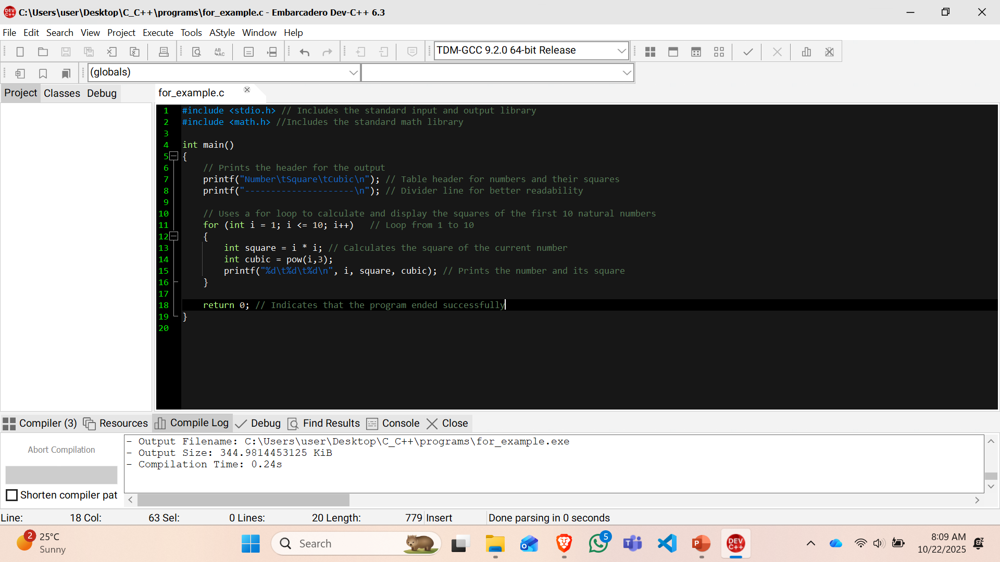 C:\Users\user\Desktop\C_C++\programs\for_example.c - Embarcadero Dev-C++ 6.3
File Edit Search View Project Execute Tools AStyle Window Help
TDM-GCC 9.2.0 64-bit Release
(globals)
Project Classes Debug
for_example.c
1 #include <stdio.h> // Includes the standard input and output library
2 #include <math.h> //Includes the standard math library
3
4 int main()
5 {
6 // Prints the header for the output
7 printf("Number\tSquare\tCubic\n"); // Table header for numbers and their squares
8 printf("---------------------\n"); // Divider line for better readability
9
10 // Uses a for loop to calculate and display the squares of the first 10 natural numbers
11 for (int i = 1; i <= 10; i++) // Loop from 1 to 10
12 {
13 int square = i * i; // Calculates the square of the current number
14 int cubic = pow(i,3);
15 printf("%d\t%d\t%d\n", i, square, cubic); // Prints the number and its square
16 }
17
18 return 0; // Indicates that the program ended successfully
19 }
20
Compiler (3) Resources Compile Log Debug Find Results Console Close
Abort Compilation
Shorten compiler pat
- Output Filename: C:\Users\user\Desktop\C_C++\programs\for_example.exe
- Output Size: 344.9814453125 KiB
- Compilation Time: 0.24s
Line: 18 Col: 63 Sel: 0 Lines: 20 Length: 779 Insert Done parsing in 0 seconds
2
25°C
Sunny
Search
5
DEV C++
8:09 AM
10/22/2025